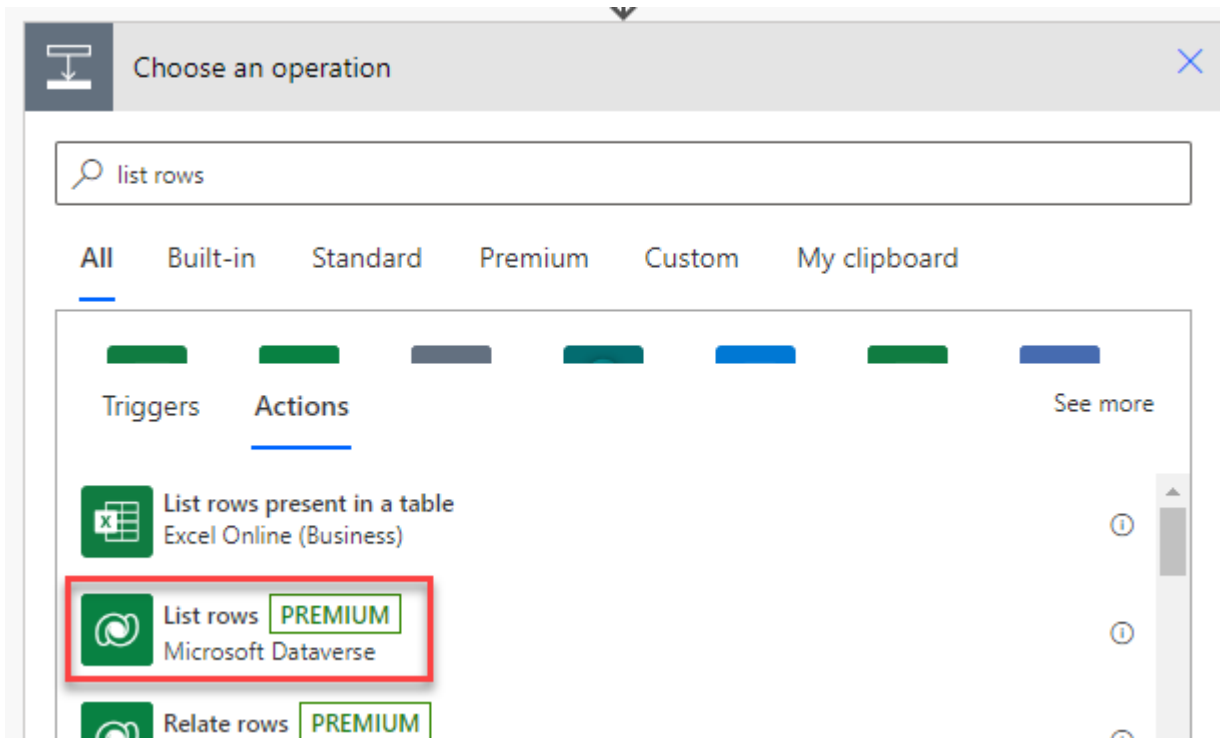 Choose an operation
list rows
All Built-in Standard Premium Custom My clipboard
Triggers Actions See more
List rows present in a table
Excel Online (Business)
List rows PREMIUM
Microsoft Dataverse
Relate rows PREMIUM